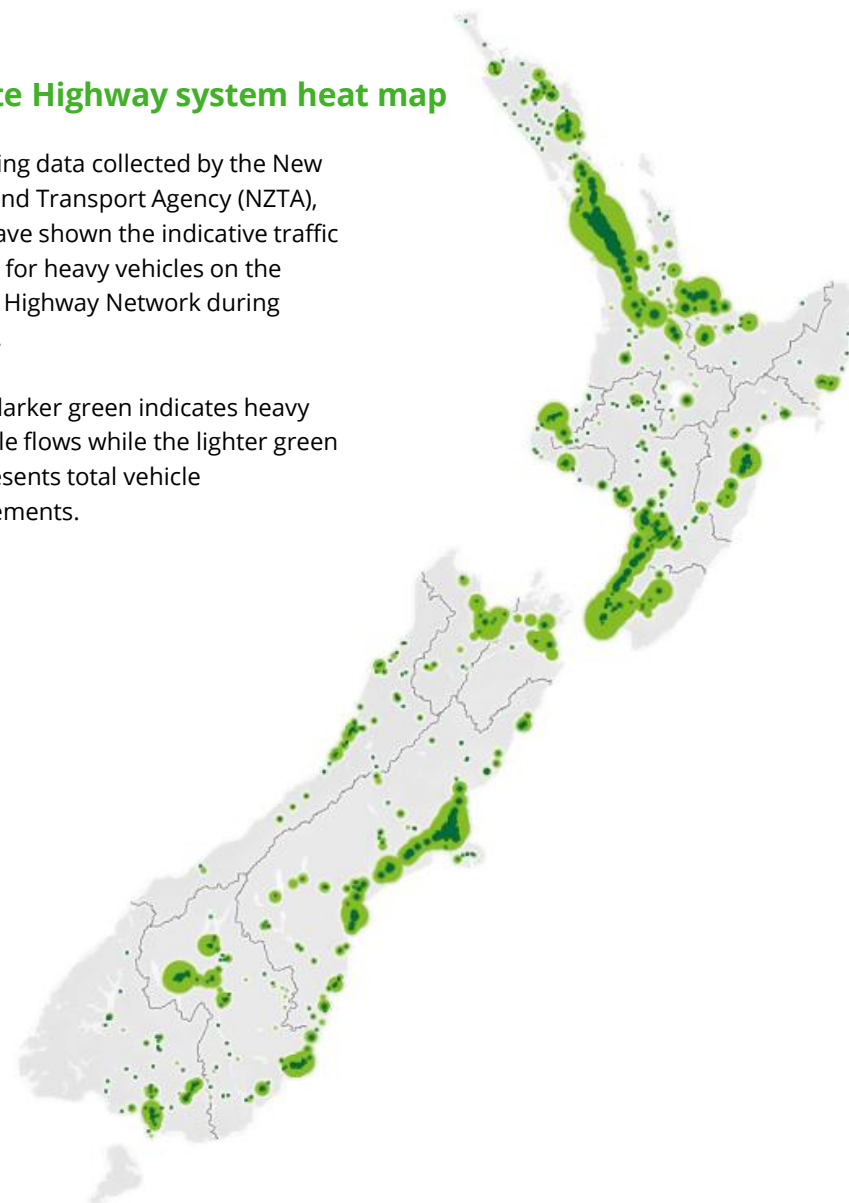 te Highway system heat map
ing data collected by the New
nd Transport Agency (NZTA),
ave shown the indicative traffic
for heavy vehicles on the
Highway Network during
larker green indicates heavy
le flows while the lighter green
esents total vehicle
ements.